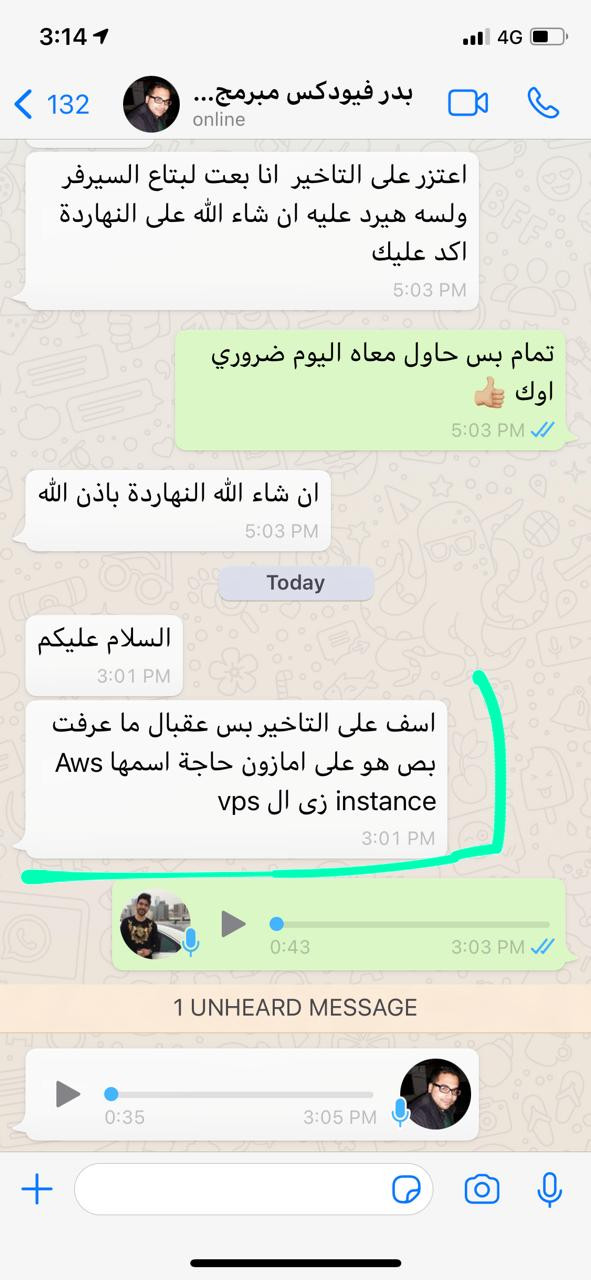 3:14
4G
132
بدر فيودكس مبرمج...
online
اعتزر على التاخير انا بعت لبتاع السيرفر
ولسه هيرد عليه ان شاء الله على النهاردة
اكد عليك
5:03 PM
تمام بس حاول معاه اليوم ضروري
اوك 👍🏼
5:03 PM
ان شاء الله النهاردة باذن الله
5:03 PM
Today
السلام عليكم
3:01 PM
اسف على التاخير بس عقبال ما عرفت
بص هو على امازون حاجة اسمها Aws
instance زى ال vps
3:01 PM
0:43
3:03 PM
1 UNHEARD MESSAGE
0:35
3:05 PM